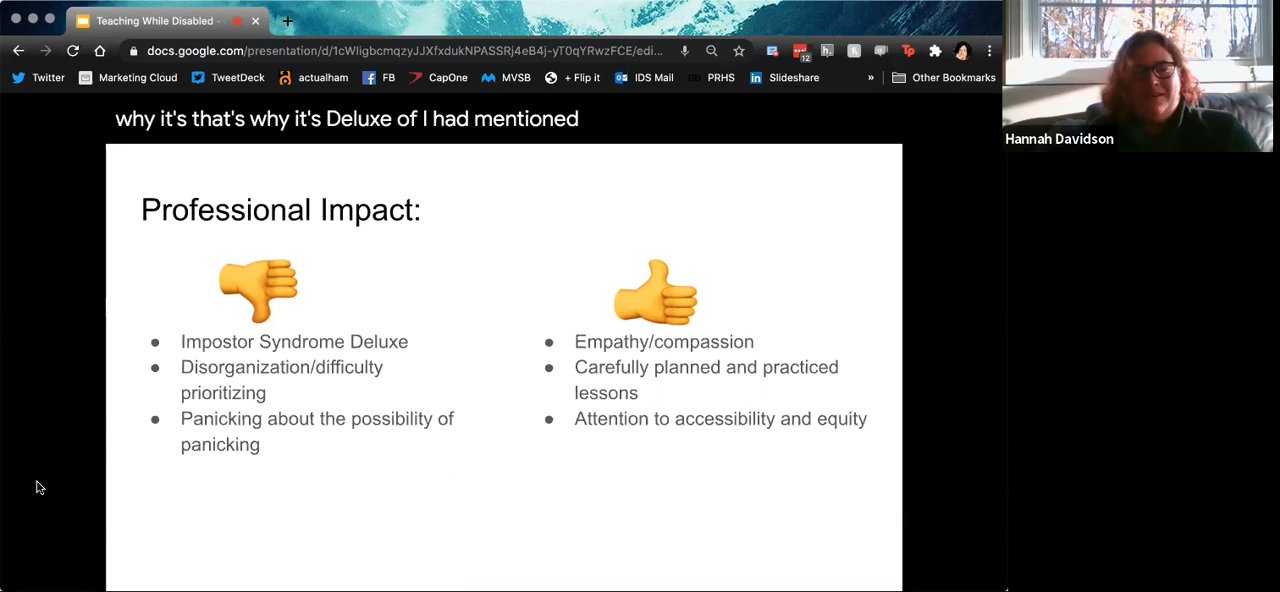 Teaching While Disabled -
docs.google.com/presentation/d/1cWligbcmqzyJJXfxdukNPASSRj4eB4j-yT0qYRwzFCE/edi...
12
Tp
Twitter
Marketing Cloud
TweetDeck
actualham
FB
CapOne
MVSB
+ Flip it
IDS Mail
Bb PRHS
Slideshare
»
Other Bookmarks
why it's that's why it's Deluxe of I had mentioned
Hannah Davidson
Professional Impact:
● Impostor Syndrome Deluxe
● Disorganization/difficulty
prioritizing
● Panicking about the possibility of
panicking
● Empathy/compassion
● Carefully planned and practiced
lessons
● Attention to accessibility and equity